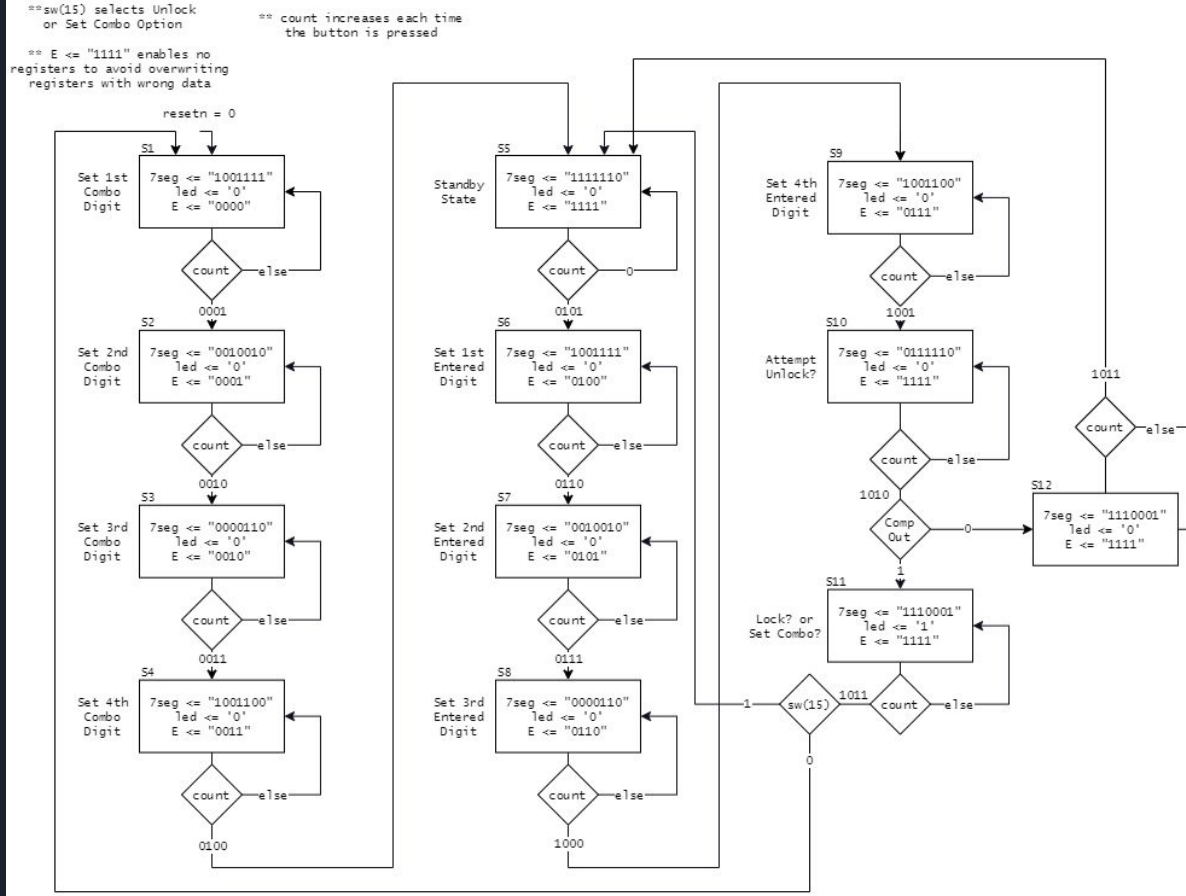 **sw(15) selects Unlock
or Set Combo Option
** count increases each time
the button is pressed
** E <= "1111" enables no
registers to avoid overwriting
registers with wrong data
resetn = 0
S1
Set 1st
Combo
Digit
7seg <= "1001111"
led <= '0'
E <= "0000"
count
else
0001
S2
Set 2nd
Combo
Digit
7seg <= "0010010"
led <= '0'
E <= "0001"
count
else
0010
S3
Set 3rd
Combo
Digit
7seg <= "0000110"
led <= '0'
E <= "0010"
count
else
0011
S4
Set 4th
Combo
Digit
7seg <= "1001100"
led <= '0'
E <= "0011"
count
else
0100
S5
Standby
State
7seg <= "1111110"
led <= '0'
E <= "1111"
count
0
0101
S6
Set 1st
Entered
Digit
7seg <= "1001111"
led <= '0'
E <= "0100"
count
else
0110
S7
Set 2nd
Entered
Digit
7seg <= "0010010"
led <= '0'
E <= "0101"
count
else
0111
S8
Set 3rd
Entered
Digit
7seg <= "0000110"
led <= '0'
E <= "0110"
count
else
1000
S9
Set 4th
Entered
Digit
7seg <= "1001100"
led <= '0'
E <= "0111"
count
else
1001
S10
Attempt
Unlock?
7seg <= "0111110"
led <= '0'
E <= "1111"
count
else
1010
Comp
Out
0
1
S11
Lock? or
Set Combo?
7seg <= "1110001"
led <= '1'
E <= "1111"
count
else
1011
sw(15)
1
0
S12
7seg <= "1110001"
led <= '0'
E <= "1111"
count
else
1011